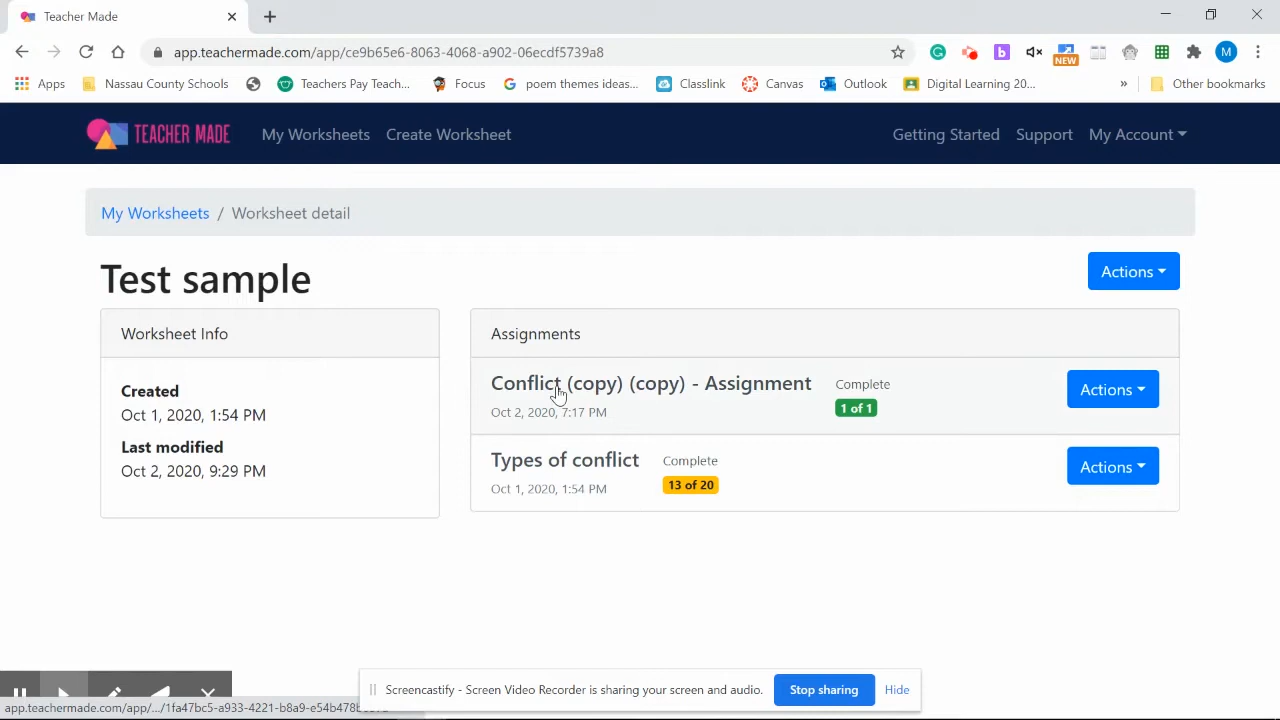 Teacher Made
app.teachermade.com/app/ce9b65e6-8063-4068-a902-06ecdf5739a8
b
NEW
M
Apps
Nassau County Schools
Teachers Pay Teach...
Focus
poem themes ideas...
Classlink
Canvas
Outlook
Digital Learning 20...
»
Other bookmarks
TEACHER MADE
My Worksheets
Create Worksheet
Getting Started
Support
My Account
My Worksheets / Worksheet detail
Test sample
Actions
Worksheet Info
Created
Oct 1, 2020, 1:54 PM
Last modified
Oct 2, 2020, 9:29 PM
Assignments
Conflict (copy) (copy) - Assignment
Oct 2, 2020, 7:17 PM
Complete
1 of 1
Actions
Types of conflict
Oct 1, 2020, 1:54 PM
Complete
13 of 20
Actions
Screencastify - Screen Video Recorder is sharing your screen and audio.
Stop sharing
Hide